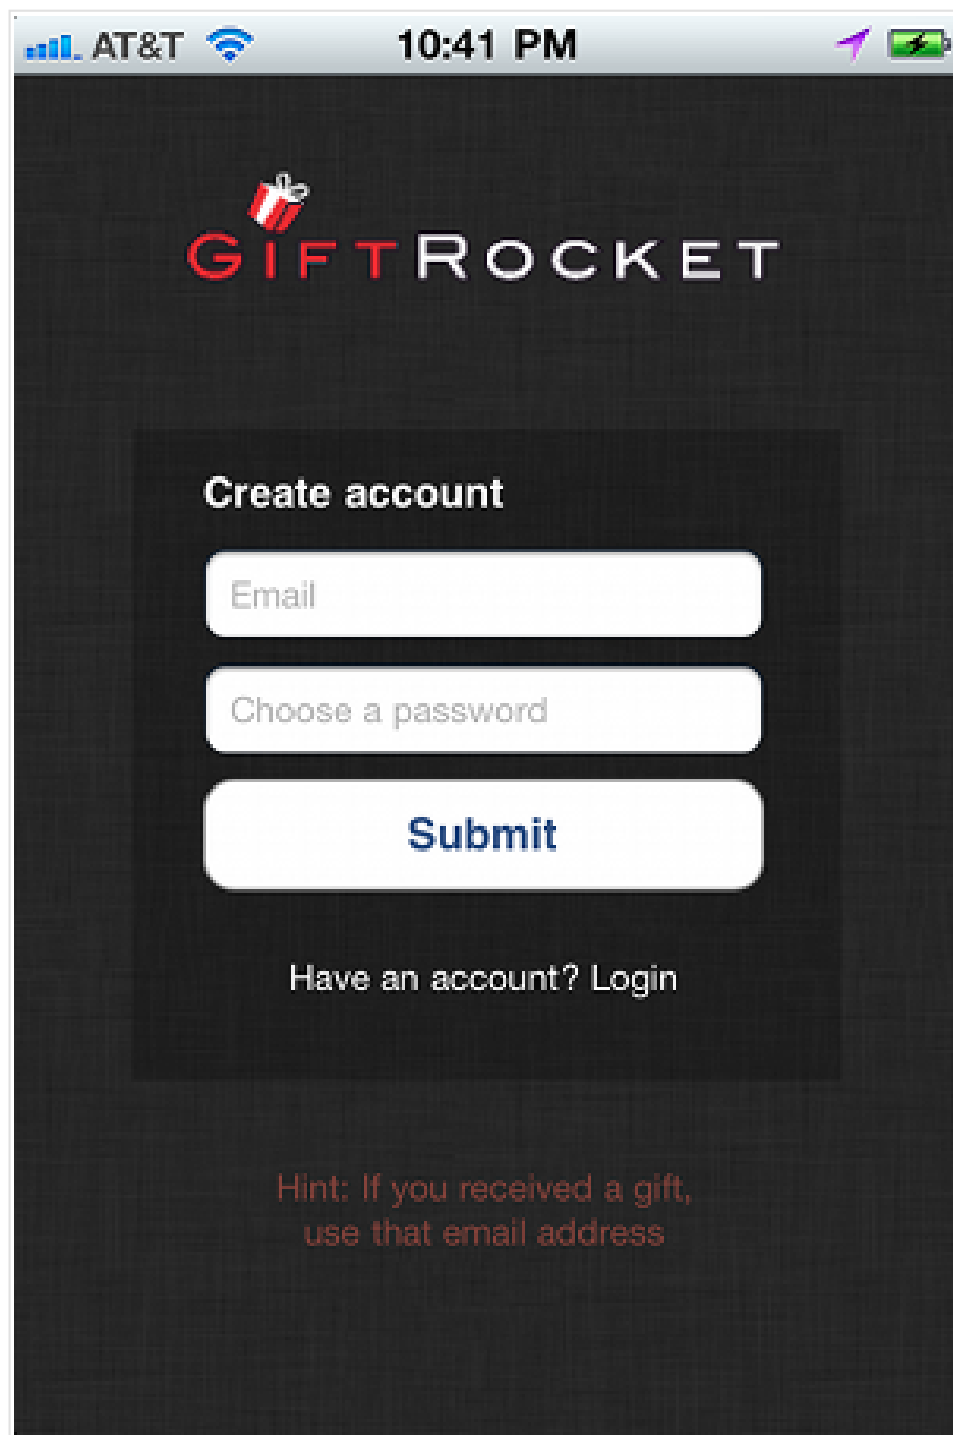 AT&T 10:41 PM
GIFTROCKET
Create account
Email
Choose a password
Submit
Have an account? Login
Hint: If you received a gift,
use that email address